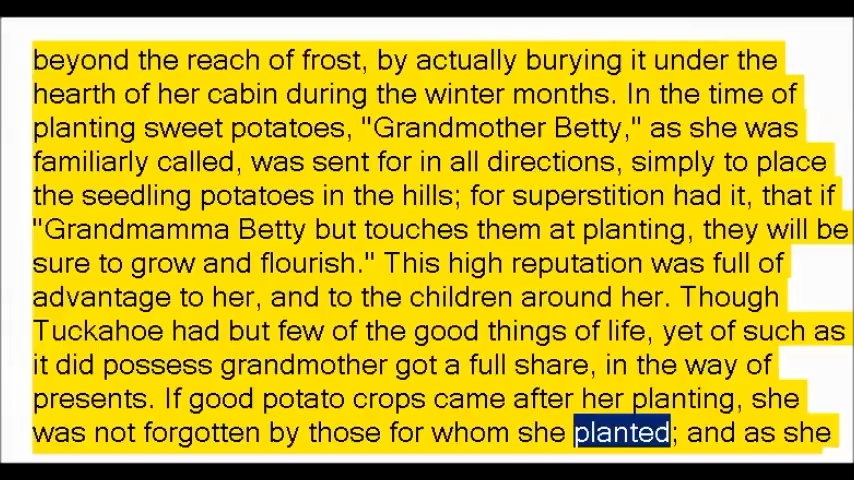 beyond the reach of frost, by actually burying it under the
hearth of her cabin during the winter months. In the time of
planting sweet potatoes, "Grandmother Betty," as she was
familiarly called, was sent for in all directions, simply to place
the seedling potatoes in the hills; for superstition had it, that if
"Grandmamma Betty but touches them at planting, they will be
sure to grow and flourish." This high reputation was full of
advantage to her, and to the children around her. Though
Tuckahoe had but few of the good things of life, yet of such as
it did possess grandmother got a full share, in the way of
presents. If good potato crops came after her planting, she
was not forgotten by those for whom she planted; and as she